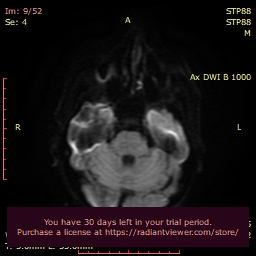 Im: 9/52
Se: 4
A
STP88
STP88
M
Ax DWI B 1000
R
L
You have 30 days left in your trial period.
Purchase a license at https://radiantviewer.com/store/